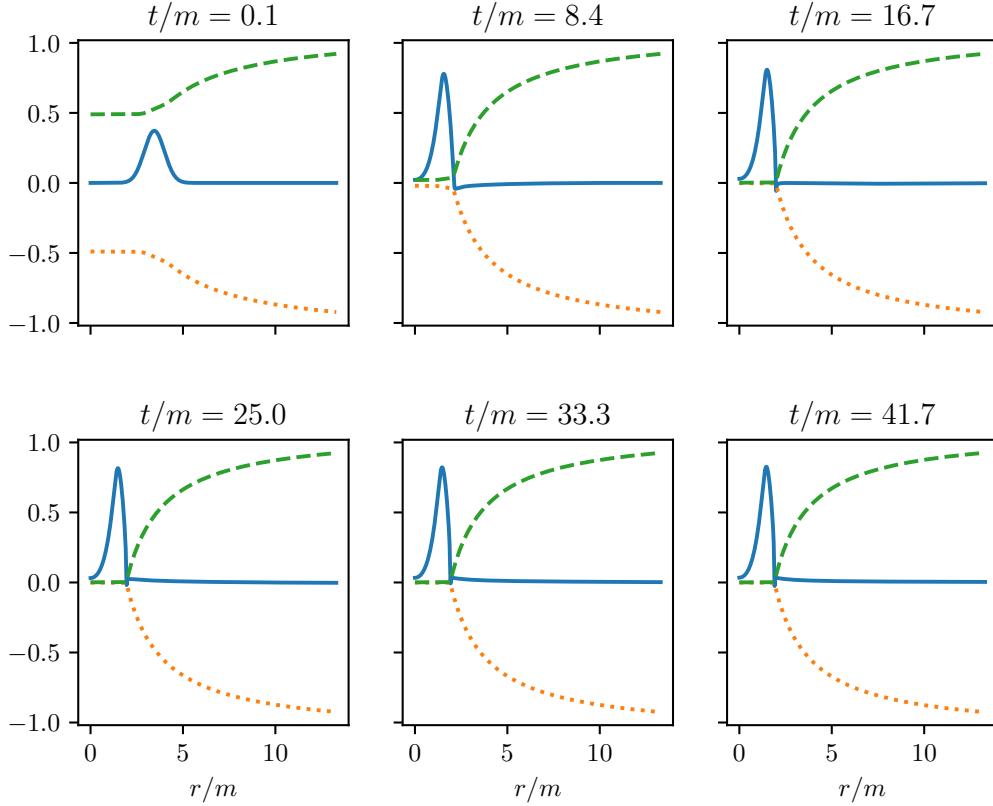 t/m = 0.1
t/m = 8.4
t/m = 16.7
1.0
0.5
0.0
−0.5
−1.0
t/m = 25.0
t/m = 33.3
t/m = 41.7
1.0
0.5
0.0
−0.5
−1.0
0 5 10
0 5 10
0 5 10
r/m
r/m
r/m